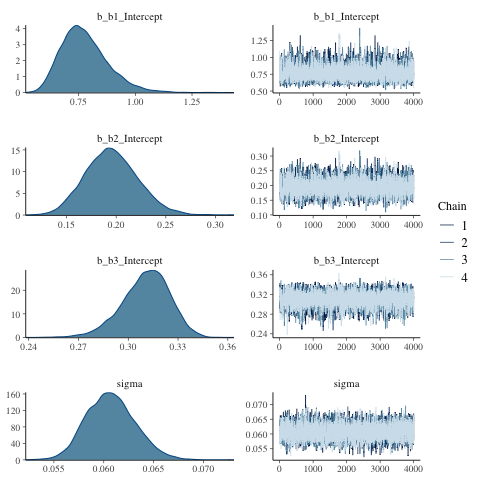 b_b1_Intercept
4
3
2
1
0
0.75 1.00 1.25
b_b1_Intercept
1.25
1.00
0.75
0.50
0 1000 2000 3000 4000
b_b2_Intercept
15
10
5
0
0.15 0.20 0.25 0.30
b_b2_Intercept
0.30
0.25
0.20
0.15
0.10
0 1000 2000 3000 4000
b_b3_Intercept
20
10
0
0.24 0.27 0.30 0.33 0.36
b_b3_Intercept
0.36
0.32
0.28
0.24
0 1000 2000 3000 4000
sigma
160
120
80
40
0
0.055 0.060 0.065 0.070
sigma
0.070
0.065
0.060
0.055
0 1000 2000 3000 4000
Chain
1
2
3
4